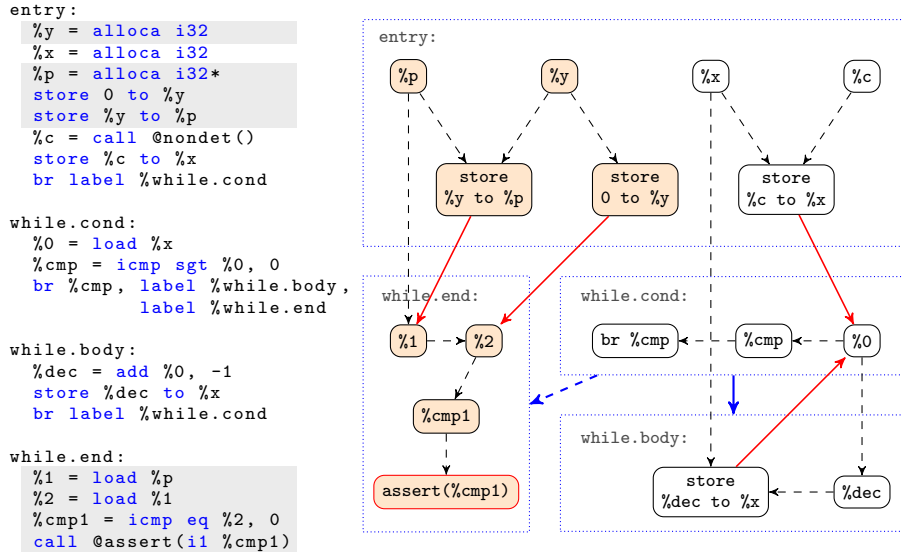 entry:
%y = alloca i32
%x = alloca i32
%p = alloca i32*
store 0 to %y
store %y to %p
%c = call @nondet()
store %c to %x
br label %while.cond
while.cond:
%0 = load %x
%cmp = icmp sgt %0, 0
br %cmp, label %while.body,
label %while.end
while.body:
%dec = add %0, -1
store %dec to %x
br label %while.cond
while.end:
%1 = load %p
%2 = load %1
%cmp1 = icmp eq %2, 0
call @assert(i1 %cmp1)
entry:
%p
%y
%x
%c
store
%y to %p
store
0 to %y
store
%c to %x
while.end:
%1
%2
%cmp1
assert(%cmp1)
while.cond:
br %cmp
%cmp
%0
while.body:
store
%dec to %x
%dec